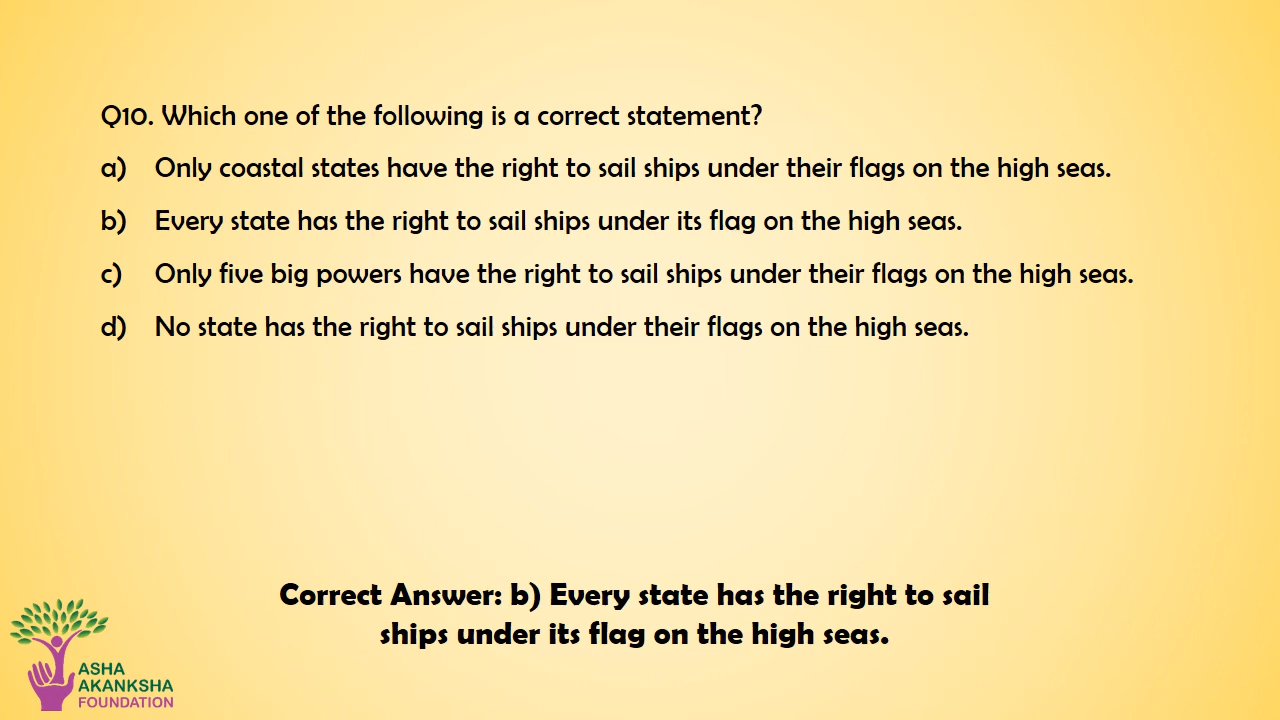 Q10. Which one of the following is a correct statement?
a) Only coastal states have the right to sail ships under their flags on the high seas.
b) Every state has the right to sail ships under its flag on the high seas.
c) Only five big powers have the right to sail ships under their flags on the high seas.
d) No state has the right to sail ships under their flags on the high seas.
Correct Answer: b) Every state has the right to sail
ships under its flag on the high seas.
ASHA
AKANKSHA
FOUNDATION